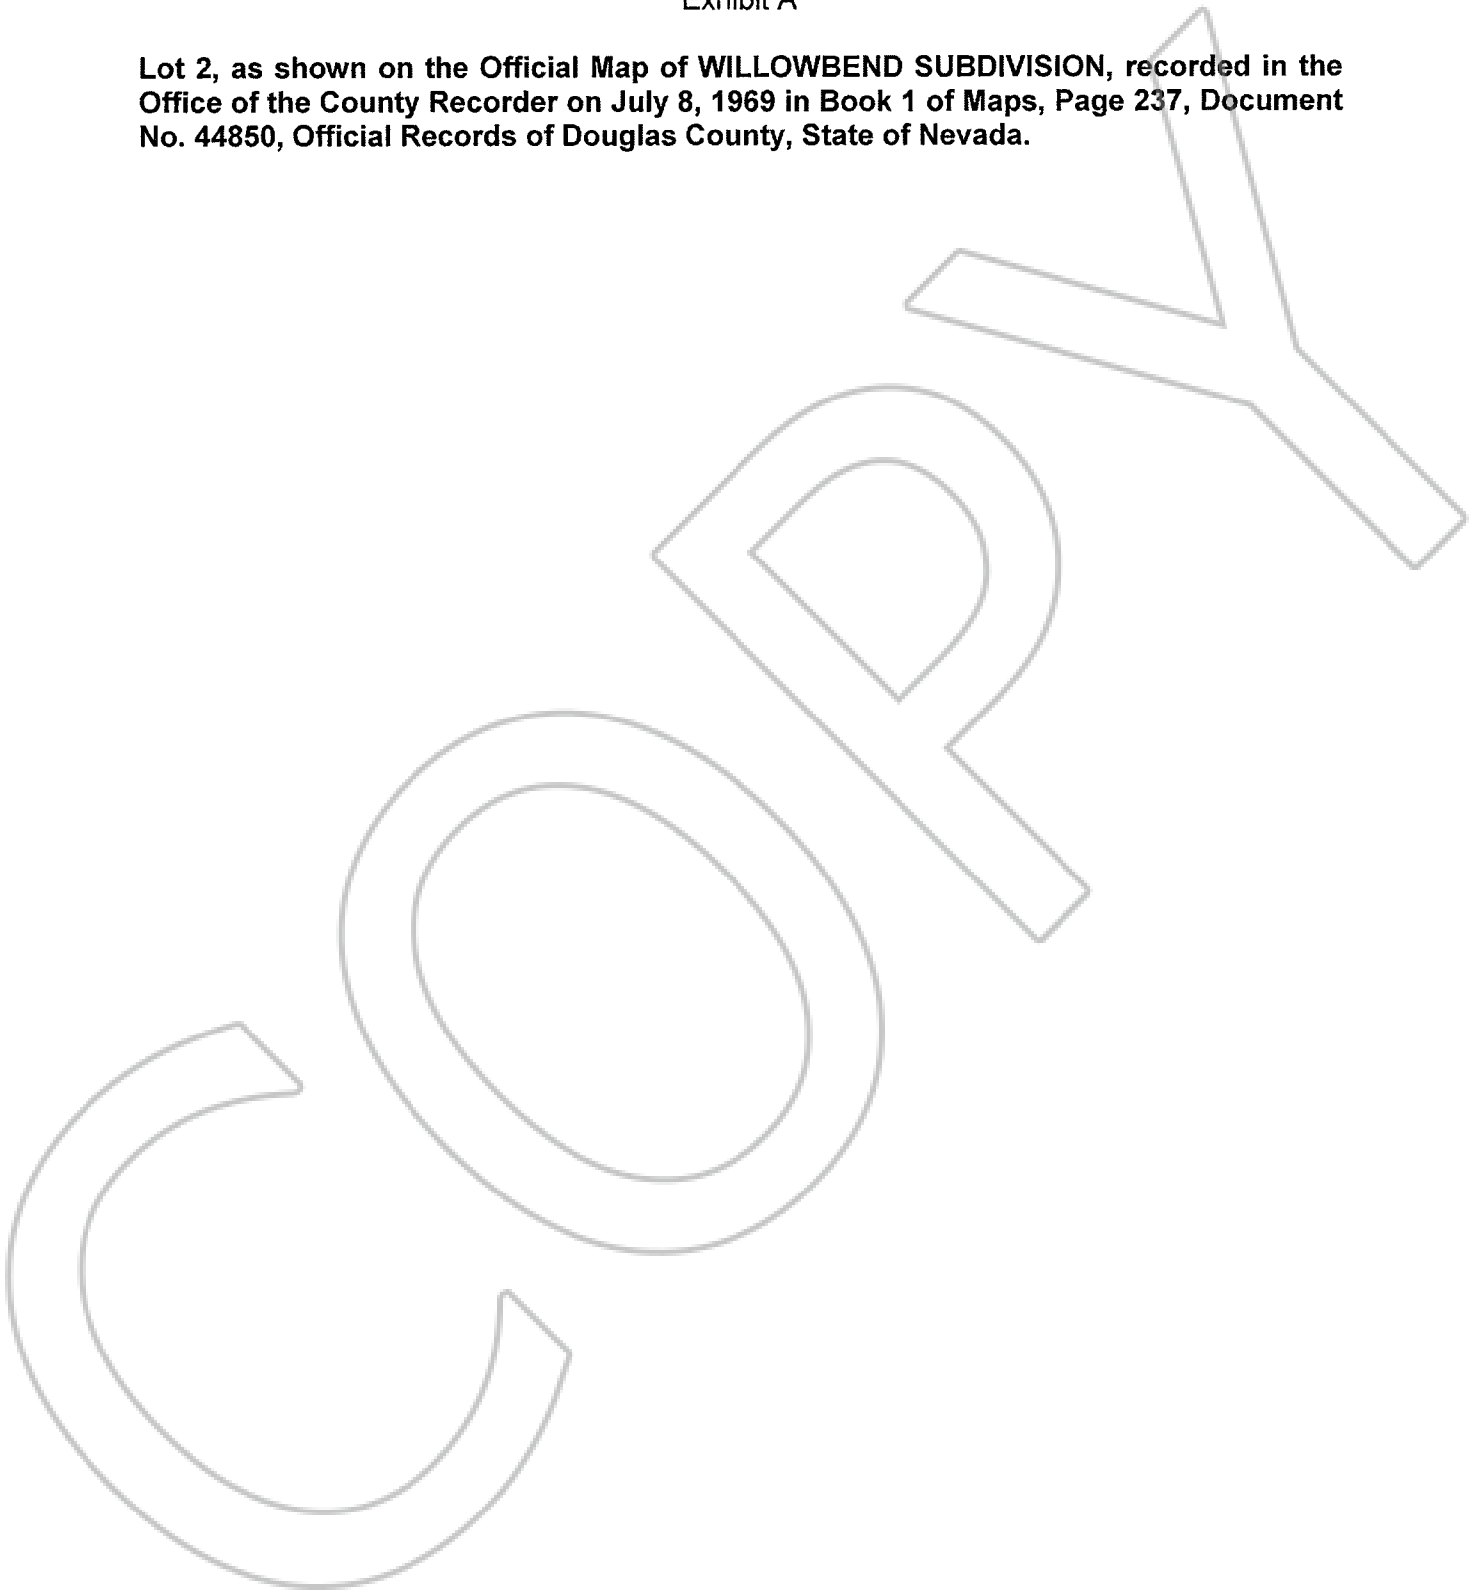 Exhibit A
Lot 2, as shown on the Official Map of WILLOWBEND SUBDIVISION, recorded in the
Office of the County Recorder on July 8, 1969 in Book 1 of Maps, Page 237, Document
No. 44850, Official Records of Douglas County, State of Nevada.
COPY